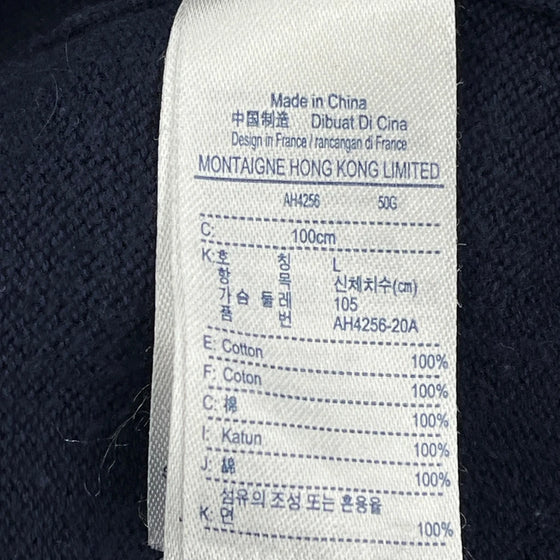 Made in China
中国制造 Dibuat Di Cina
Design in France / rancangan di France
MONTAIGNE HONG KONG LIMITED
AH4256 50G
C: 100cm
K: 호 칭 L
항 목 신체치수(㎝)
가 슴 둘 레 105
품 번 AH4256-20A
E: Cotton 100%
F: Coton 100%
C: 棉 100%
I: Katun 100%
J: 綿 100%
섬유의 조성 또는 혼용율
K: 면 100%